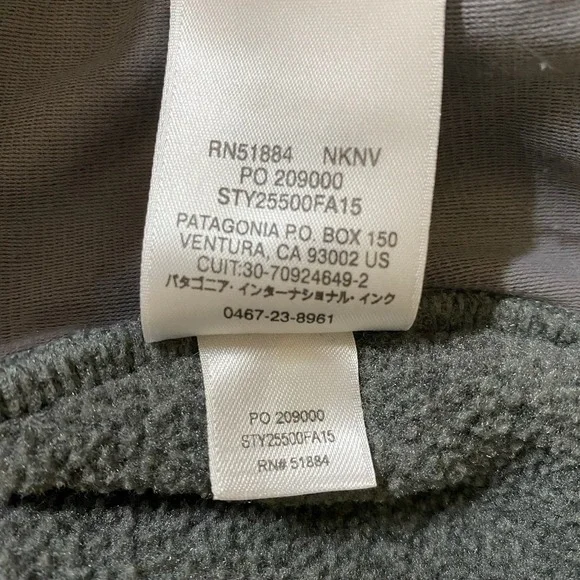 RN51884 NKNV
PO 209000
STY25500FA15
PATAGONIA P.O. BOX 150
VENTURA, CA 93002 US
CUIT:30-70924649-2
パタゴニア・インターナショナル・インク
0467-23-8961
PO 209000
STY25500FA15
RN# 51884